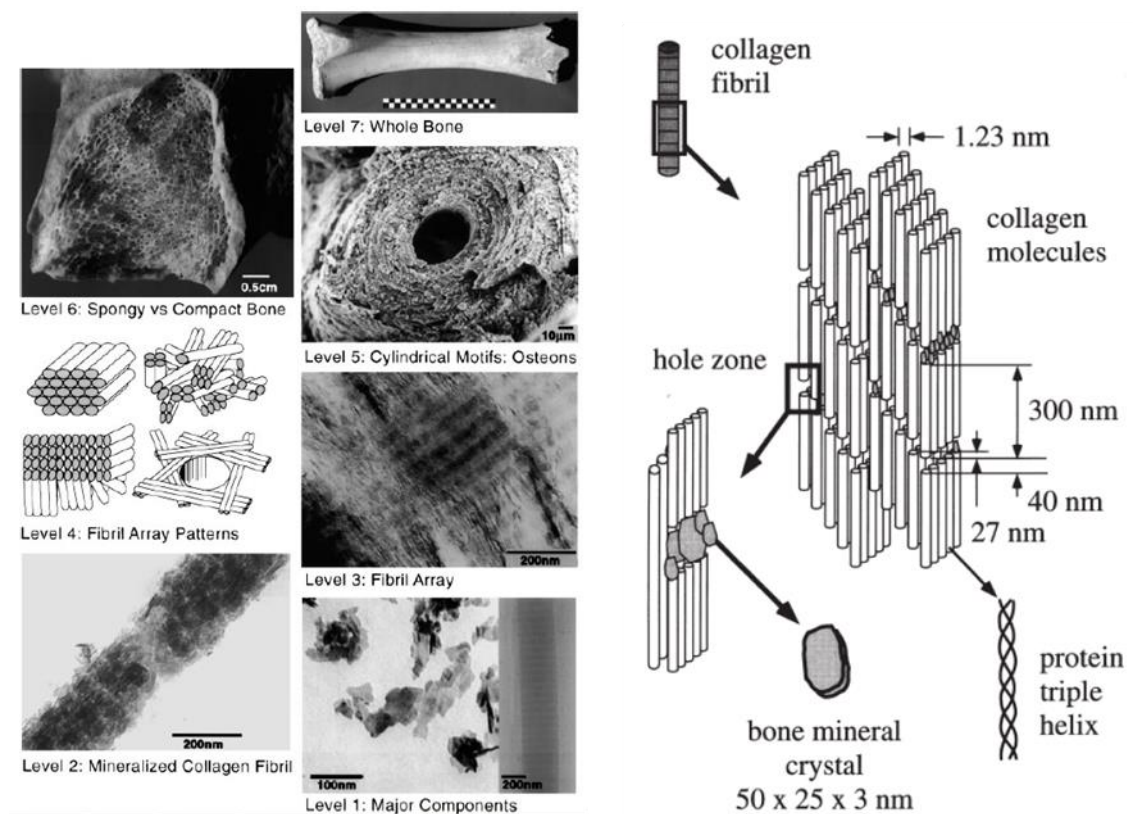 Level 7: Whole Bone
0.5cm
Level 6: Spongy vs Compact Bone
10µm
Level 5: Cylindrical Motifs: Osteons
Level 4: Fibril Array Patterns
200nm
Level 3: Fibril Array
200nm
Level 2: Mineralized Collagen Fibril
100nm
200nm
Level 1: Major Components
collagen
fibril
1.23 nm
collagen
molecules
hole zone
300 nm
40 nm
27 nm
protein
triple
helix
bone mineral
crystal
50 x 25 x 3 nm